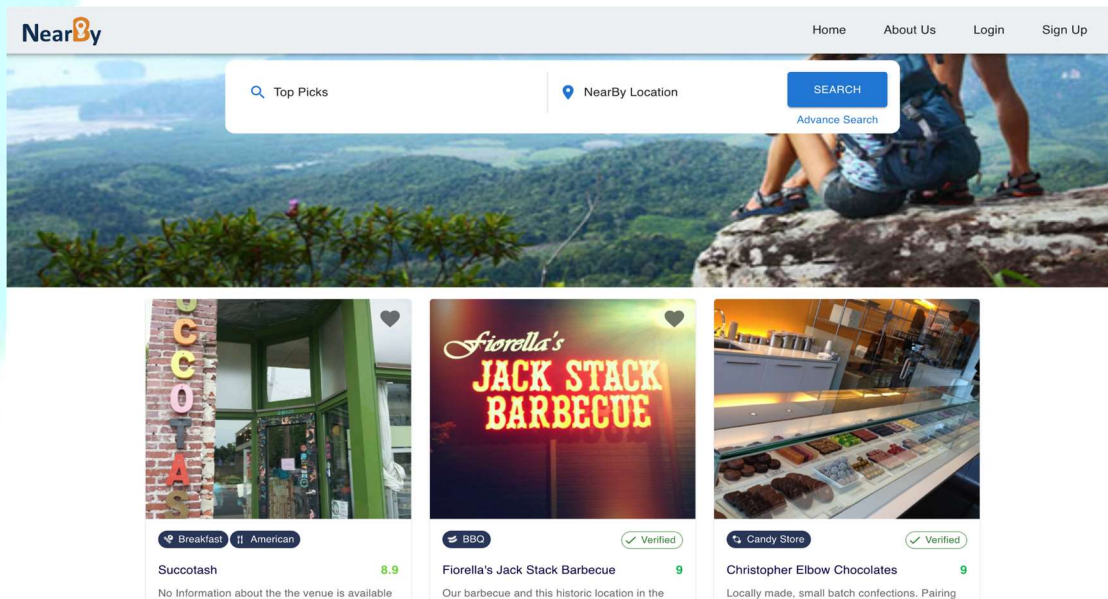 NearBy
Home About Us Login Sign Up
Top Picks
NearBy Location
SEARCH
Advance Search
UCCOTAS
Fiorella's
JACK STACK
BARBECUE
Breakfast American
BBQ Verified
Candy Store Verified
Succotash 8.9
Fiorella's Jack Stack Barbecue 9
Christopher Elbow Chocolates 9
No Information about the the venue is available
Our barbecue and this historic location in the
Locally made, small batch confections. Pairing